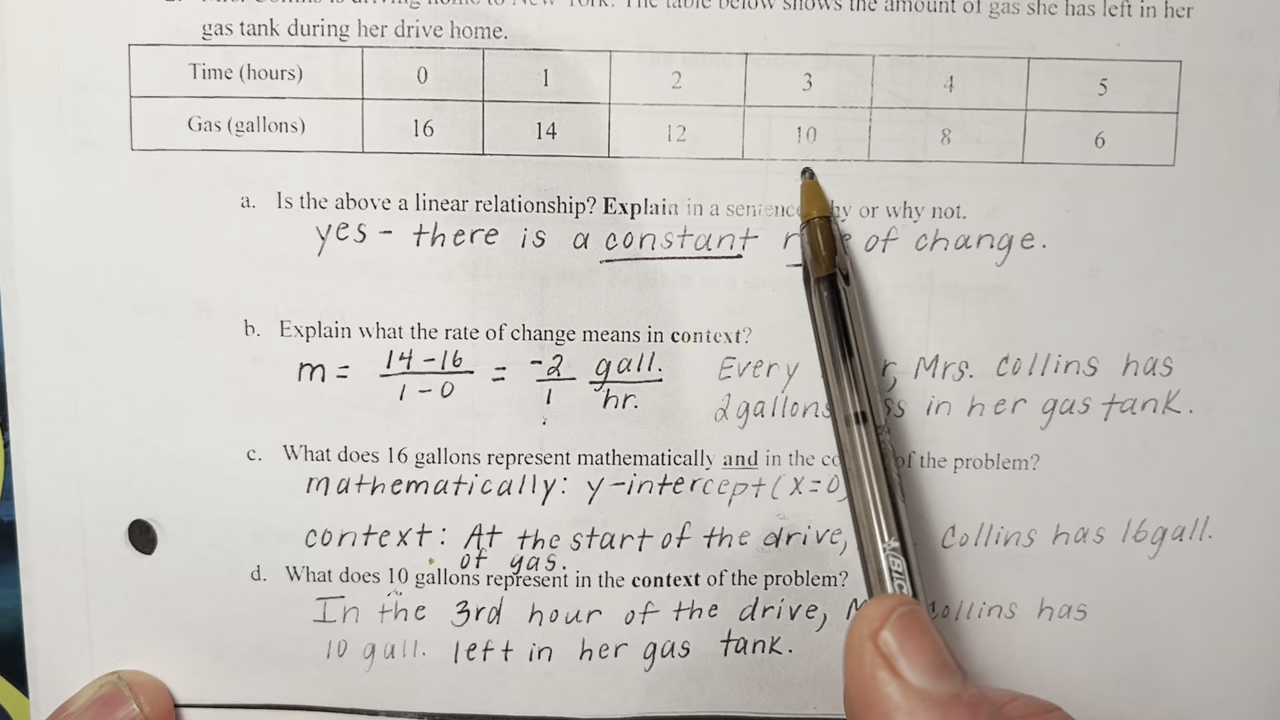 gas tank during her drive home.
Time (hours) 0 1 2 3 4 5
Gas (gallons) 16 14 12 10 8 6
a. Is the above a linear relationship? Explain in a sentence or why not.
yes - there is a constant of change.
b. Explain what the rate of change means in context?
m = 14-16 / 1-0 = -2/1 gall./hr.
Every Mrs. Collins has
2 gallons in her gas tank.
c. What does 16 gallons represent mathematically and in the of the problem?
mathematically: y-intercept (x=0)
context: At the start of the drive, Collins has 16 gall.
of gas.
d. What does 10 gallons represent in the context of the problem?
In the 3rd hour of the drive, Collins has
10 gall. left in her gas tank.
BIC